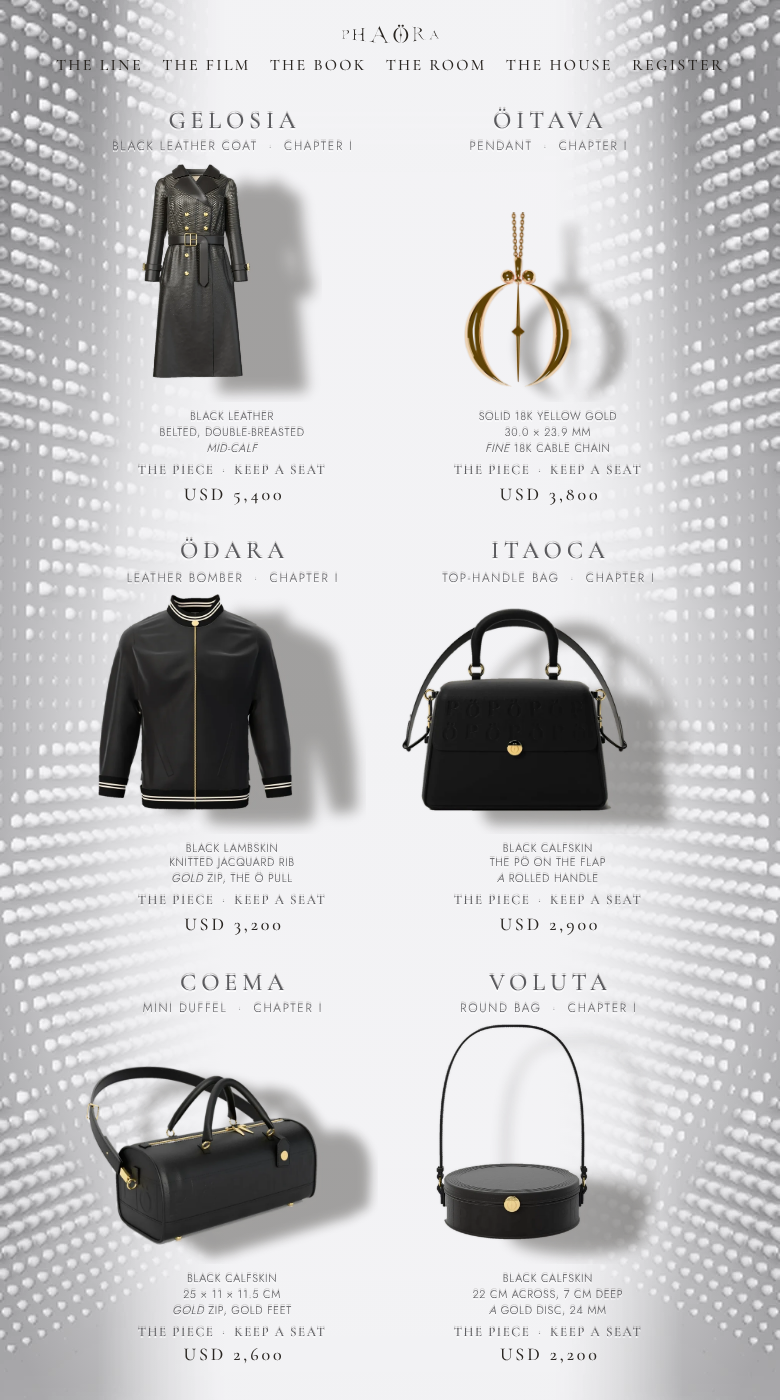 PHAÖRA
THE LINE THE FILM THE BOOK THE ROOM THE HOUSE REGISTER
GELOSIA
BLACK LEATHER COAT · CHAPTER I
BLACK LEATHER
BELTED, DOUBLE-BREASTED
MID-CALF
THE PIECE · KEEP A SEAT
USD 5,400
ÖITAVA
PENDANT · CHAPTER I
SOLID 18K YELLOW GOLD
30.0 × 23.9 MM
FINE 18K CABLE CHAIN
THE PIECE · KEEP A SEAT
USD 3,800
ÖDARA
LEATHER BOMBER · CHAPTER I
BLACK LAMBSKIN
KNITTED JACQUARD RIB
GOLD ZIP, THE Ö PULL
THE PIECE · KEEP A SEAT
USD 3,200
ITAOCA
TOP-HANDLE BAG · CHAPTER I
BLACK CALFSKIN
THE PÖ ON THE FLAP
A ROLLED HANDLE
THE PIECE · KEEP A SEAT
USD 2,900
COEMA
MINI DUFFEL · CHAPTER I
BLACK CALFSKIN
25 × 11 × 11.5 CM
GOLD ZIP, GOLD FEET
THE PIECE · KEEP A SEAT
USD 2,600
VOLUTA
ROUND BAG · CHAPTER I
BLACK CALFSKIN
22 CM ACROSS, 7 CM DEEP
A GOLD DISC, 24 MM
THE PIECE · KEEP A SEAT
USD 2,200